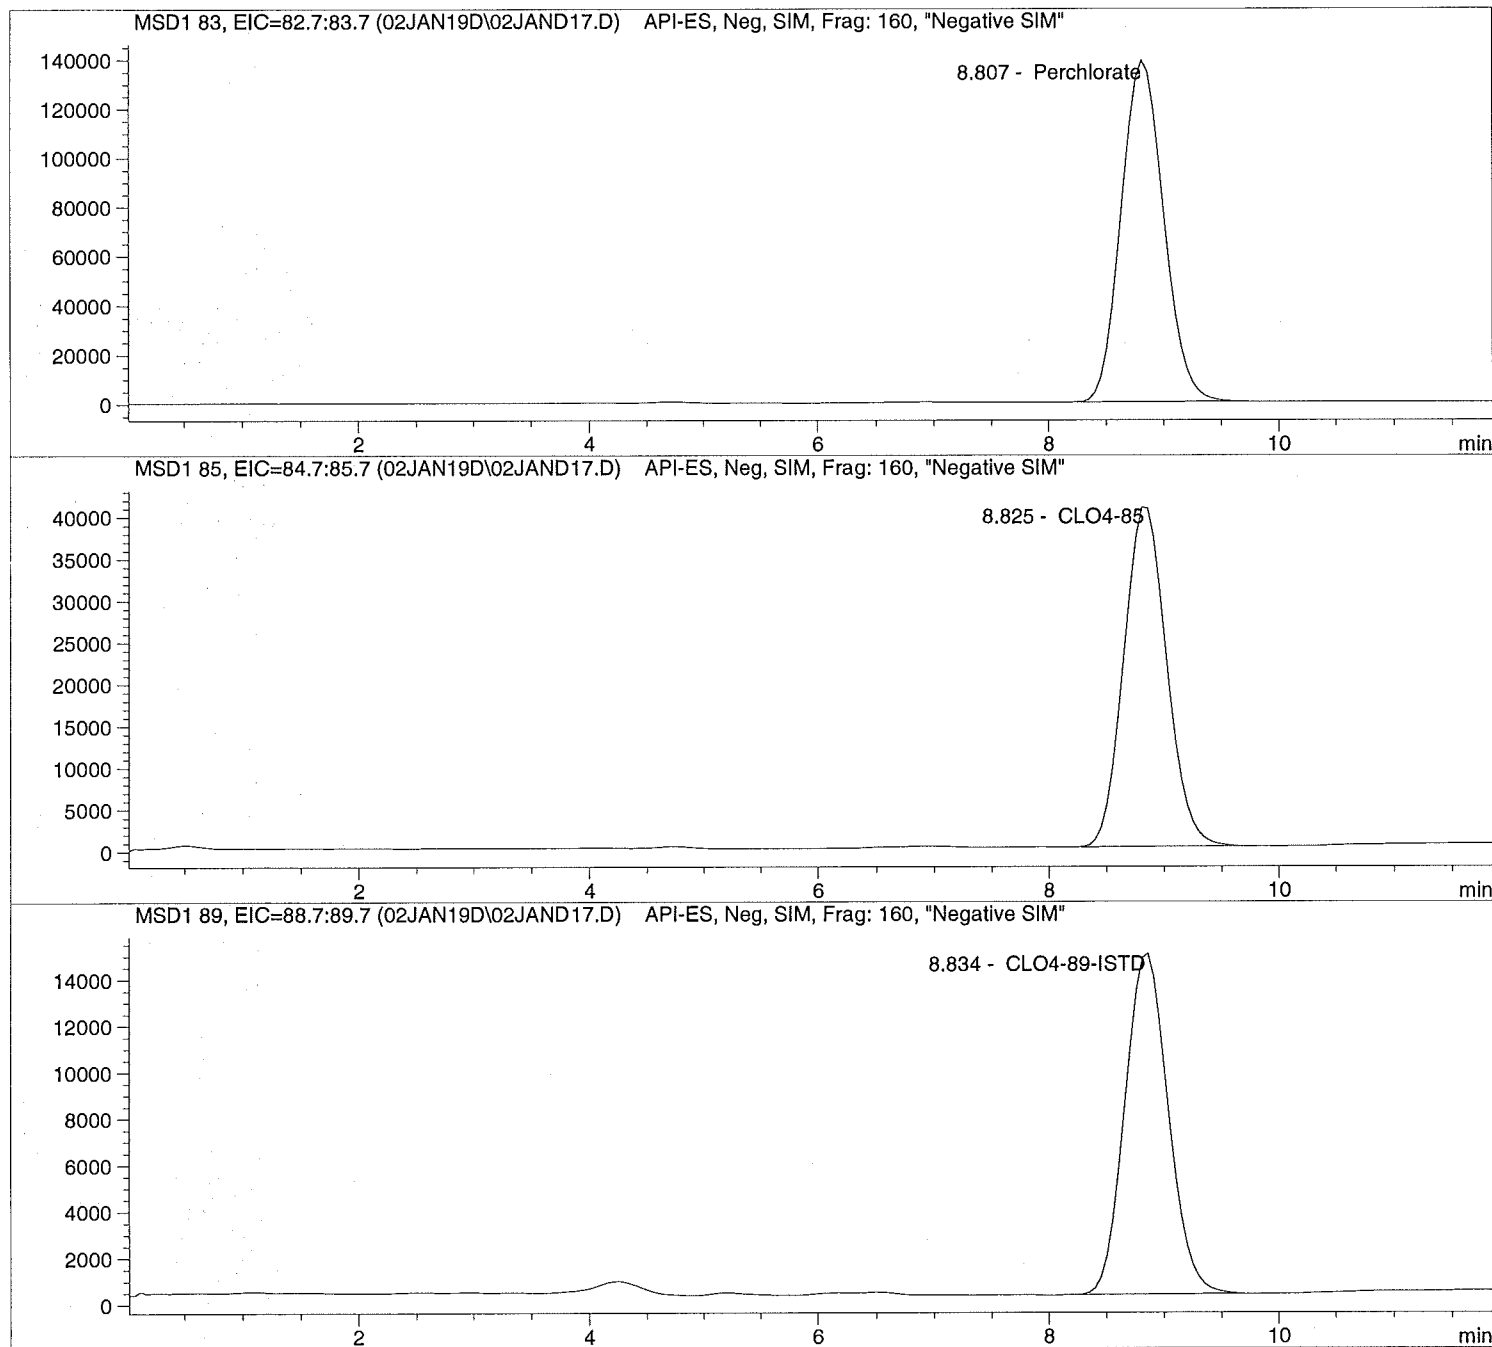 MSD1 83, EIC=82.7:83.7 (02JAN19D\02JAND17.D) API-ES, Neg, SIM, Frag: 160, "Negative SIM"
140000
8.807 - Perchlorate
120000
100000
80000
60000
40000
20000
0
2 4 6 8 10 min
MSD1 85, EIC=84.7:85.7 (02JAN19D\02JAND17.D) API-ES, Neg, SIM, Frag: 160, "Negative SIM"
40000
8.825 - CLO4-85
35000
30000
25000
20000
15000
10000
5000
0
2 4 6 8 10 min
MSD1 89, EIC=88.7:89.7 (02JAN19D\02JAND17.D) API-ES, Neg, SIM, Frag: 160, "Negative SIM"
8.834 - CLO4-89-ISTD
14000
12000
10000
8000
6000
4000
2000
0
2 4 6 8 10 min